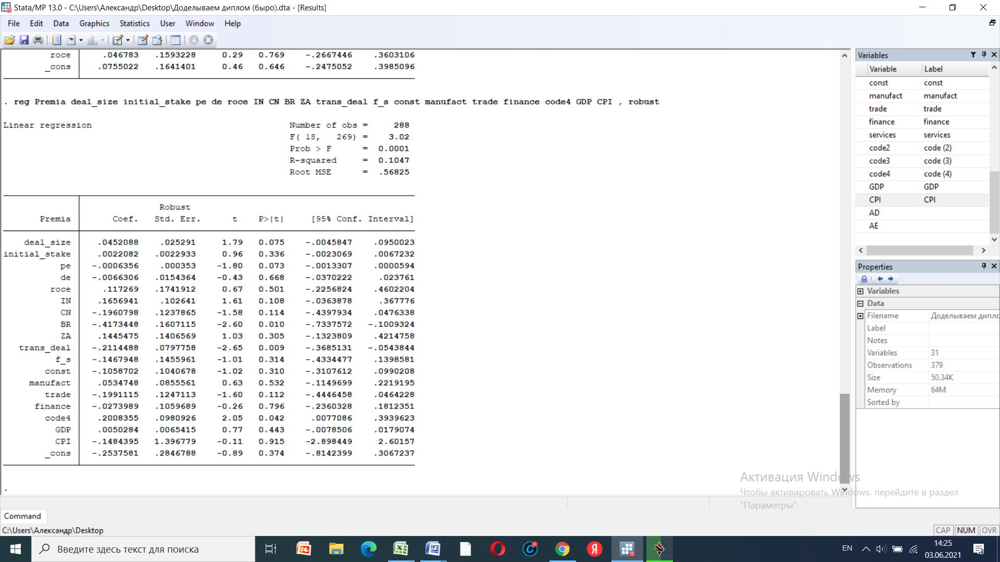 Stata/MP 13.0 - C:\Users\Александр\Desktop\Доделываем диплом (быро).dta - [Results]
File Edit Data Graphics Statistics User Window Help
roce .046783 .1593228 0.29 0.769 -.2667446 .3603106
_cons .0755022 .1641401 0.46 0.646 -.2475052 .3985096
. reg Premia deal_size initial_stake pe de roce IN CN BR ZA trans_deal f_s const manufact trade finance code4 GDP CPI , robust
Linear regression Number of obs = 288
F( 18, 269) = 3.02
Prob > F = 0.0001
R-squared = 0.1047
Root MSE = .56825
Robust
Premia Coef. Std. Err. t P>|t| [95% Conf. Interval]
deal_size .0452088 .025291 1.79 0.075 -.0045847 .0950023
initial_stake .0022082 .0022933 0.96 0.336 -.0023069 .0067232
pe -.0006356 .000353 -1.80 0.073 -.0013307 .0000594
de -.0066306 .0154364 -0.43 0.668 -.0370222 .023761
roce .117269 .1741912 0.67 0.501 -.2256824 .4602204
IN .1656941 .102641 1.61 0.108 -.0363878 .367776
CN -.1960798 .1237865 -1.58 0.114 -.4397934 .0476338
BR -.4173448 .1607115 -2.60 0.010 -.7337572 -.1009324
ZA .1445475 .1406569 1.03 0.305 -.1323809 .4214758
trans_deal -.2114488 .0797758 -2.65 0.009 -.3685131 -.0543844
f_s -.1467948 .1455961 -1.01 0.314 -.4334477 .1398581
const -.1058702 .1040678 -1.02 0.310 -.3107612 .0990208
manufact .0534748 .0855561 0.63 0.532 -.1149699 .2219195
trade -.1991115 .1247113 -1.60 0.112 -.4446458 .0464228
finance -.0273989 .1059689 -0.26 0.796 -.2360328 .1812351
code4 .2008355 .0980926 2.05 0.042 .0077086 .3939623
GDP .0050284 .0065415 0.77 0.443 -.0078506 .0179074
CPI -.1484395 1.396779 -0.11 0.915 -2.898449 2.60157
_cons -.2537581 .2846788 -0.89 0.374 -.8142399 .3067237
.
Variables
Variable Label
const const
manufact manufact
trade trade
finance finance
services services
code2 code (2)
code3 code (3)
code4 code (4)
GDP GDP
CPI CPI
AD
AE
Properties
Variables
Data
Filename Доделываем дипло
Label
Notes
Variables 31
Observations 379
Size 50.34K
Memory 64M
Sorted by
Активация Windows
Чтобы активировать Windows, перейдите в раздел
"Параметры".
Command
C:\Users\Александр\Desktop
CAP NUM OVR
Введите здесь текст для поиска
EN
14:25
03.06.2021